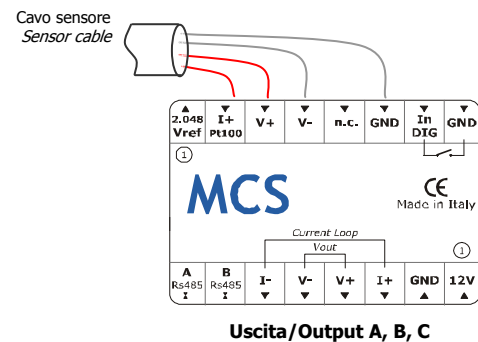 Cavo sensore
Sensor cable
2.048 I+ V+ V- n.c. GND In GND
Vref Pt100 DIG
1
MCS
CE
Made in Italy
Current Loop
1
Vout
A B I- V- V+ I+ GND 12V
Rs485 Rs485
Uscita/Output A, B, C